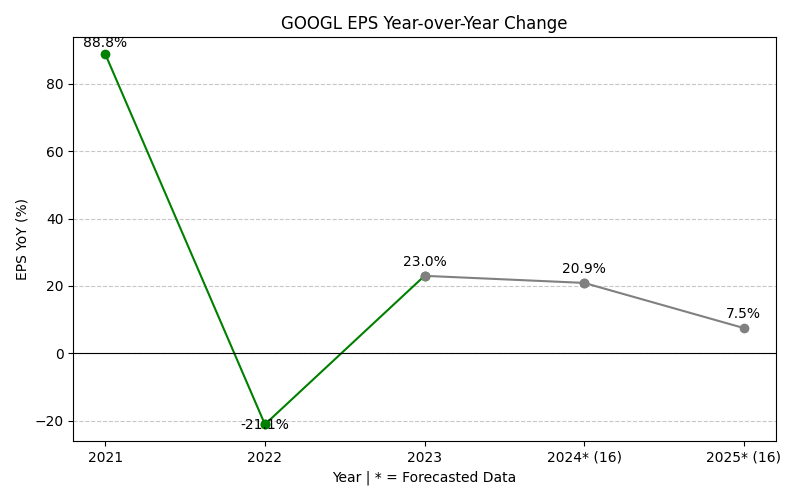 GOOGL EPS Year-over-Year Change
88.8%
80
60
40
23.0%
20.9%
20
7.5%
0
-21.1%
−20
EPS YoY (%)
2021 2022 2023 2024* (16) 2025* (16)
Year | * = Forecasted Data